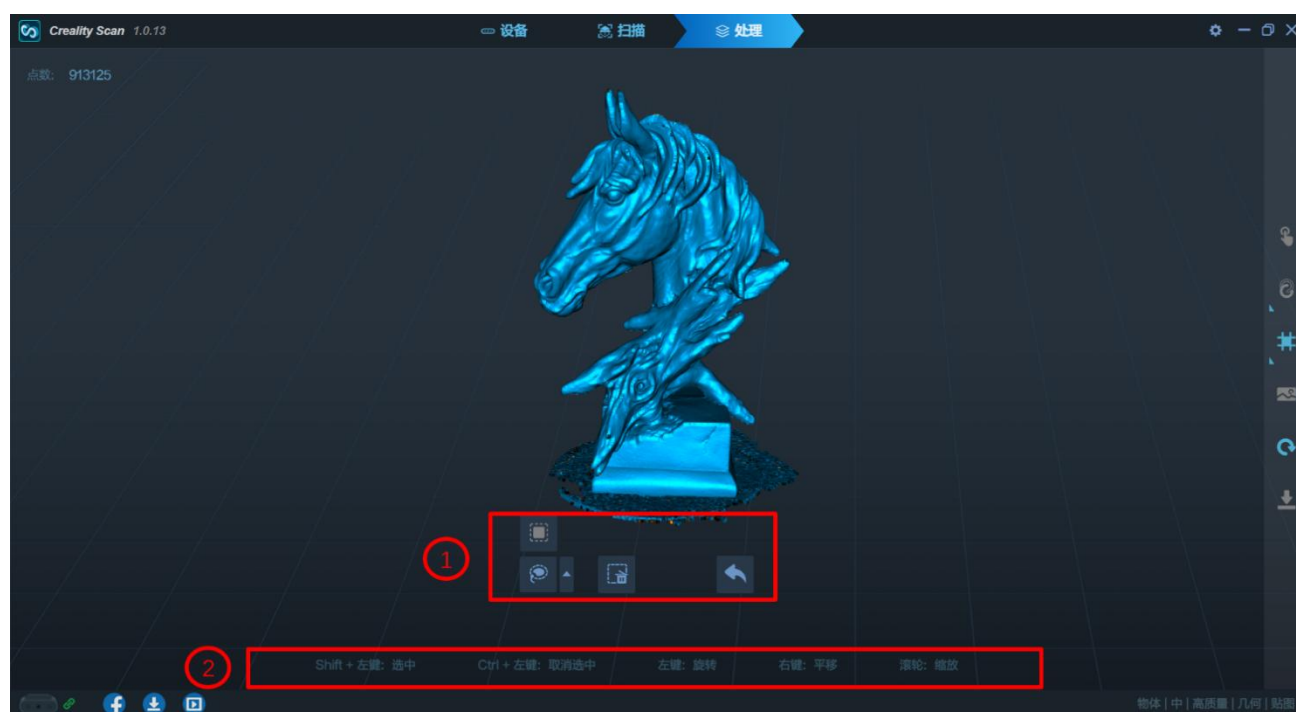 Creality Scan 1.0.13
设备
扫描
处理
点数: 913125
1
2
Shift + 左键: 选中 Ctrl + 左键: 取消选中 左键: 旋转 右键: 平移 滚轮: 缩放
物体 | 中 | 高质量 | 几何 | 贴图